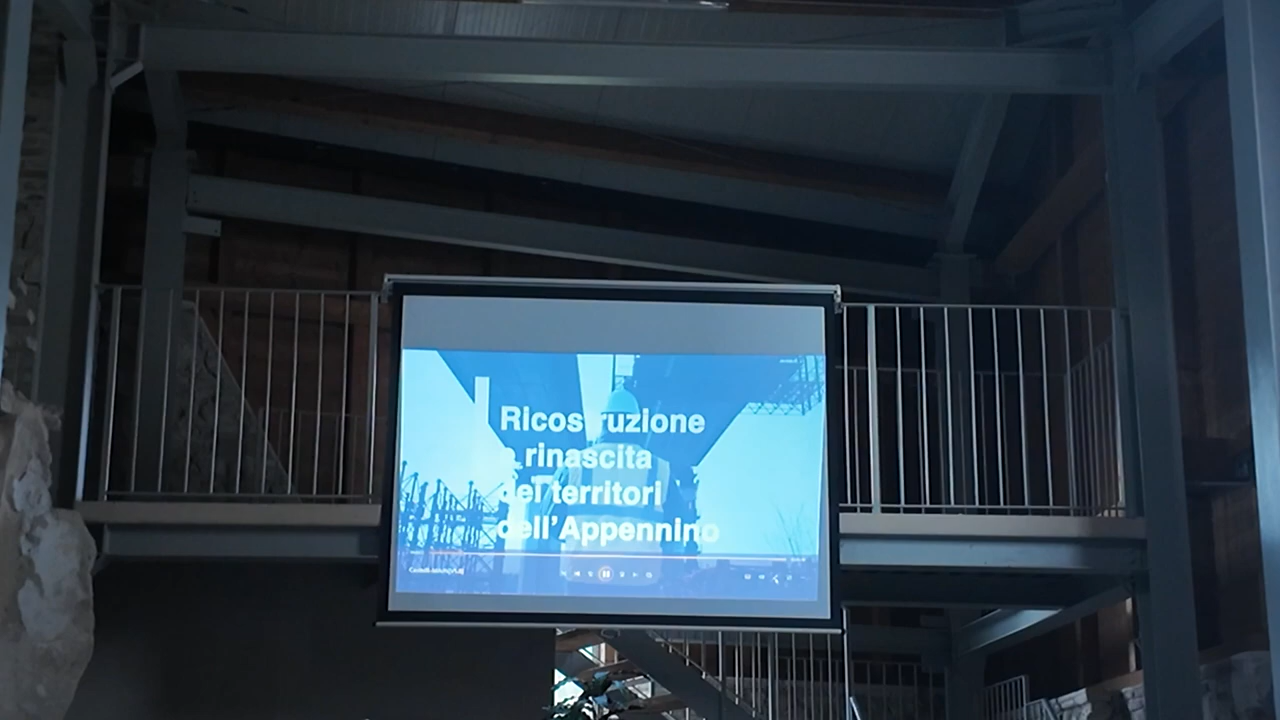 Ricostruzione
e rinascita
dei territori
dell'Appennino